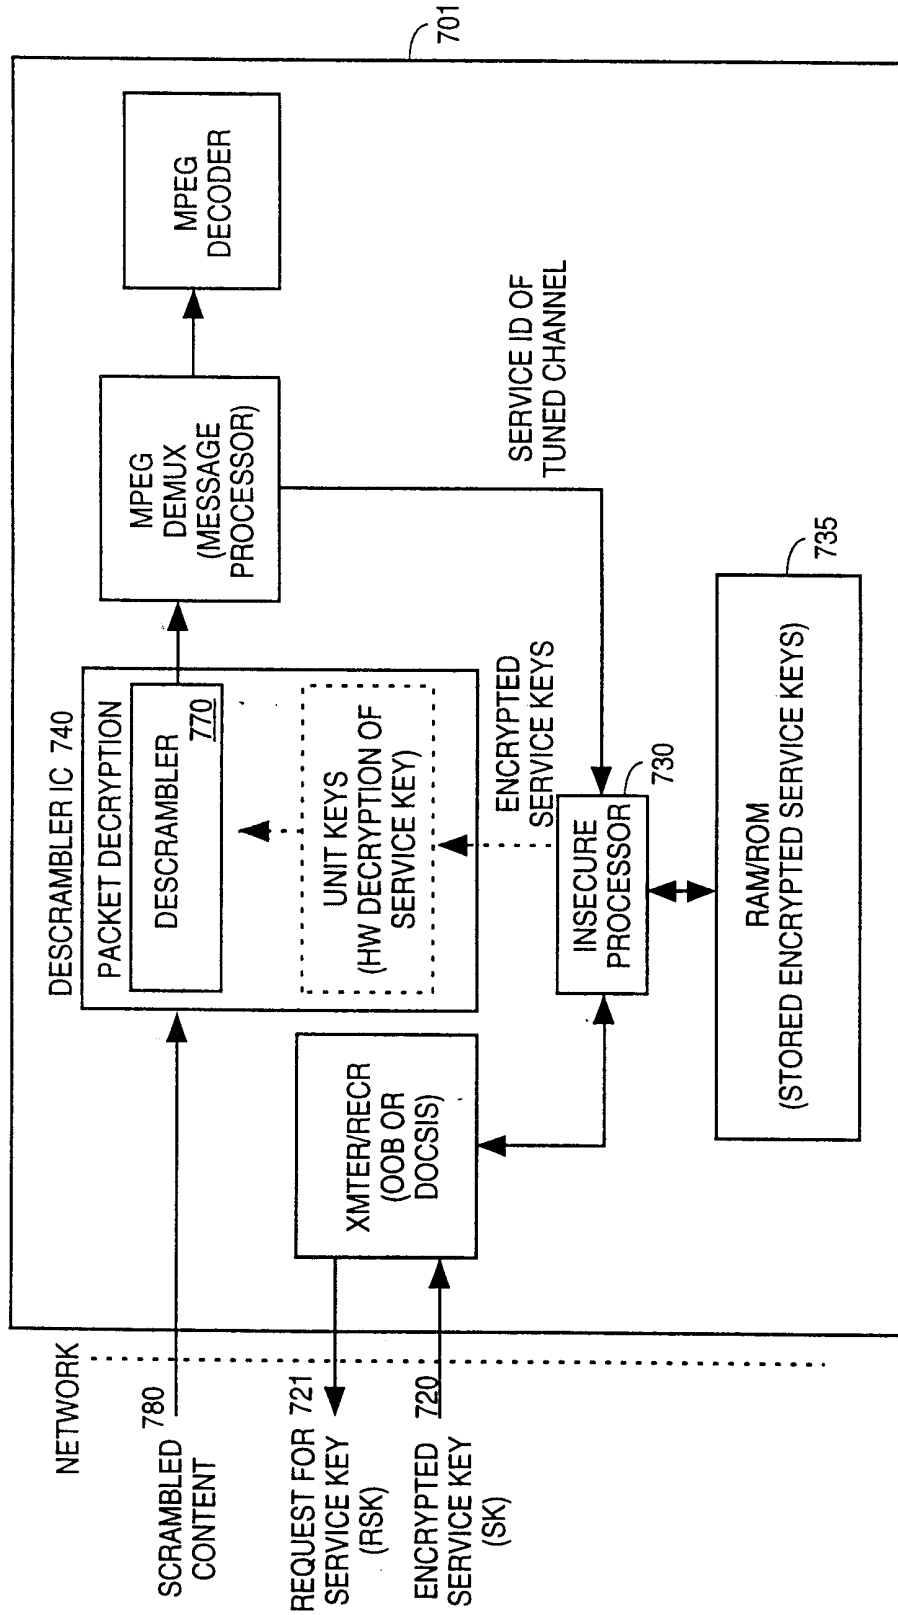 NETWORK
SCRAMBLED 780
CONTENT
REQUEST FOR 721
SERVICE KEY
(RSK)
ENCRYPTED 720
SERVICE KEY
(SK)
DESCRAMBLER IC 740
PACKET DECRYPTION
DESCRAMBLER 770
UNIT KEYS
(HW DECRYPTION OF
SERVICE KEY)
MPEG
DEMUX
(MESSAGE
PROCESSOR)
MPEG
DECODER
701
XMTER/RECR
(OOB OR
DOCSIS)
ENCRYPTED
SERVICE KEYS
SERVICE ID OF
TUNED CHANNEL
INSECURE
PROCESSOR
730
RAM/ROM
(STORED ENCRYPTED SERVICE KEYS)
735